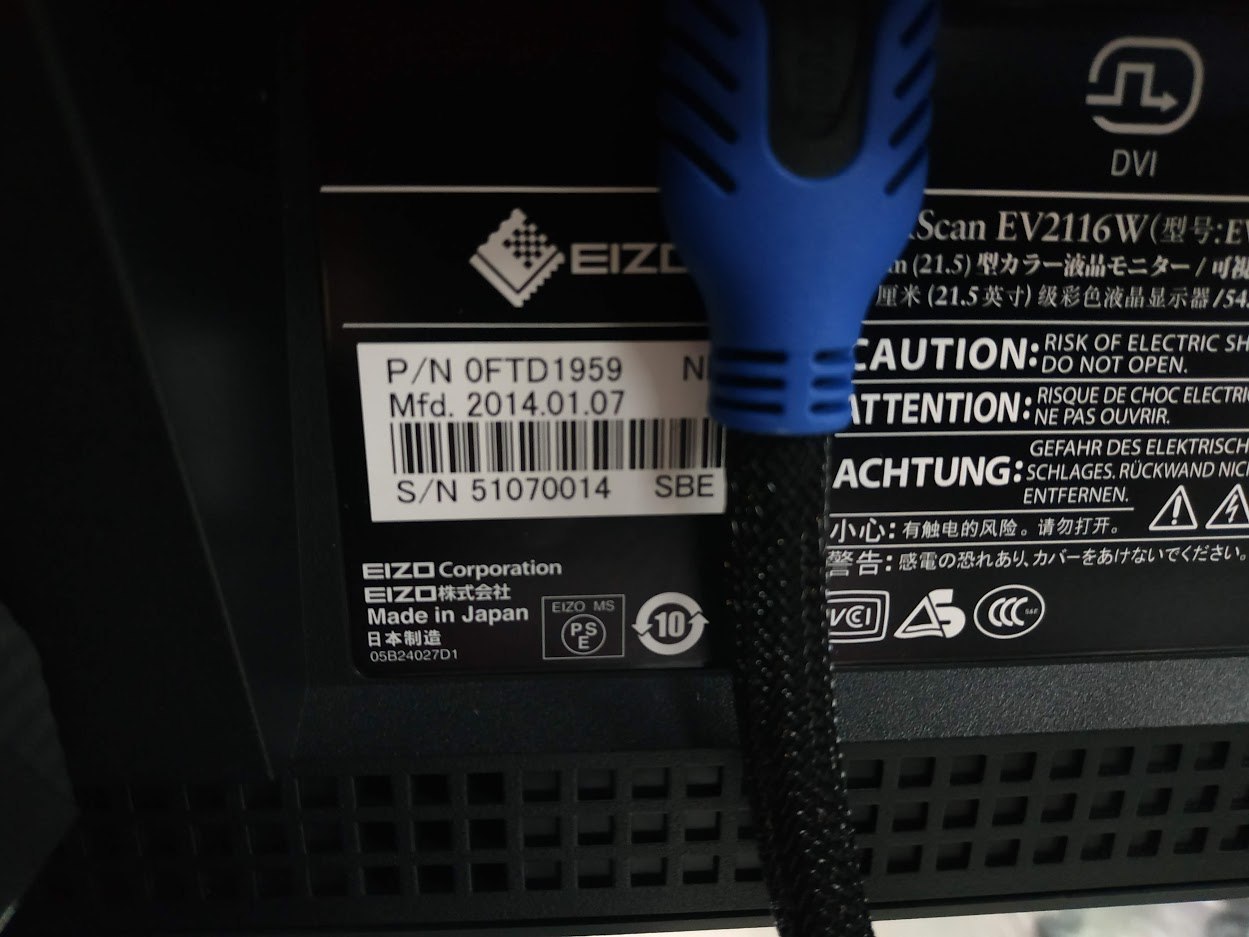 DVI
EIZO
Scan EV2116W(型号:EV
(21.5) 型カラー液晶モニター / 可視
厘米 (21.5英寸) 级彩色液晶显示器 /54.
P/N 0FTD1959
Mfd. 2014.01.07
S/N 51070014 SBE
CAUTION: RISK OF ELECTRIC SH
DO NOT OPEN.
ATTENTION: RISQUE DE CHOC ELECTRI
NE PAS OUVRIR.
ACHTUNG: GEFAHR DES ELEKTRISCH
SCHLAGES. RÜCKWAND NIC
ENTFERNEN.
小心: 有触电的风险。请勿打开。
警告: 感電の恐れあり、カバーをあけないでください。
EIZO Corporation
EIZO株式会社
Made in Japan
日本制造
05B24027D1
EIZO MS
PSE
10
VCI
CCC
S&E